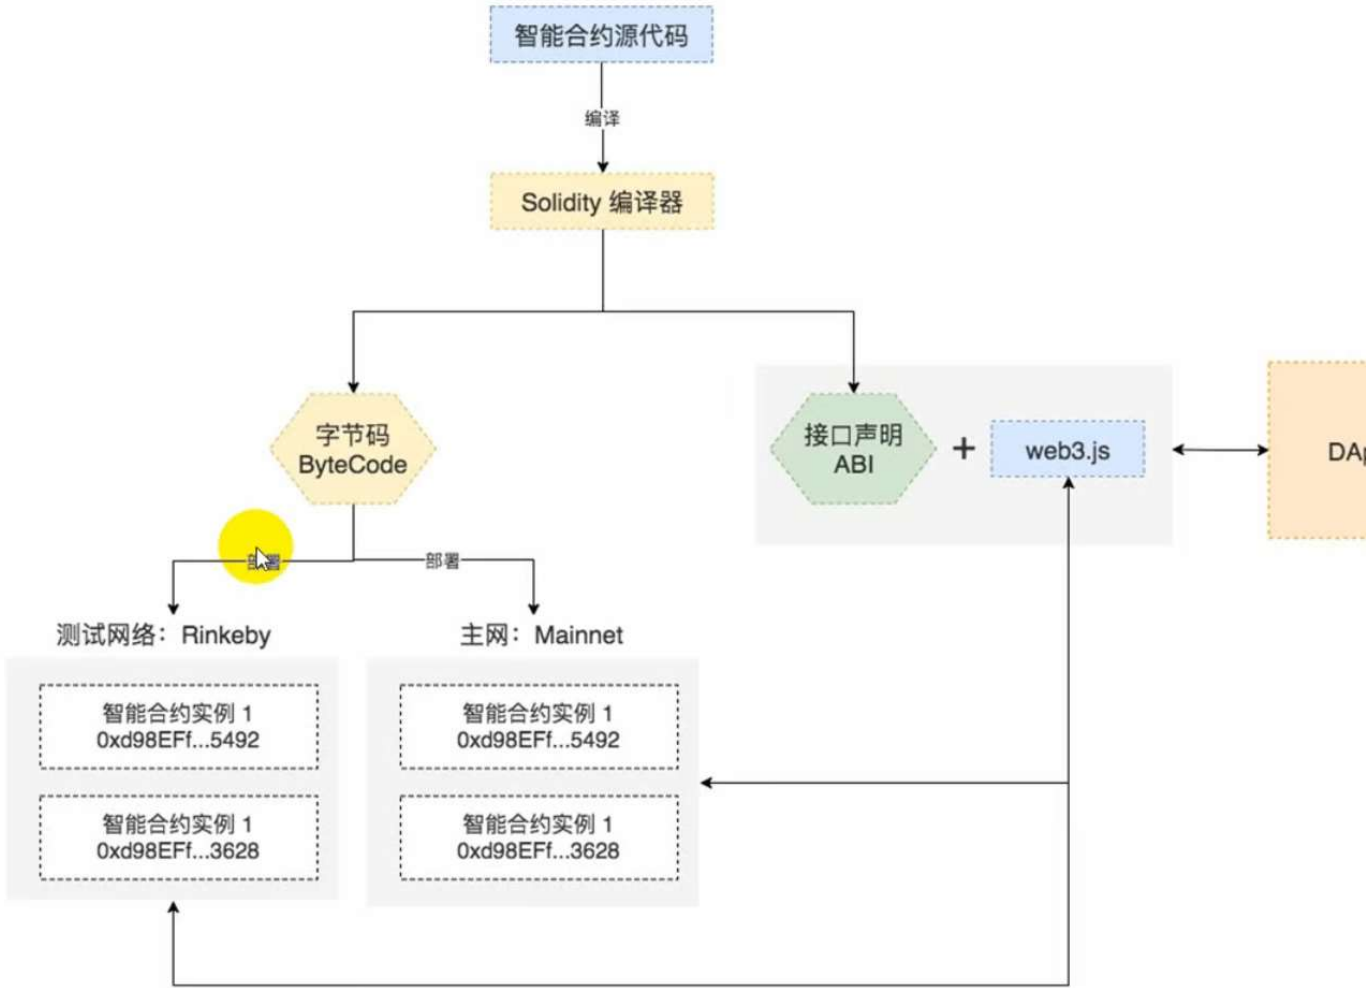 智能合约源代码
编译
Solidity 编译器
字节码
ByteCode
接口声明
ABI
+
web3.js
DAp
部署
部署
测试网络：Rinkeby
主网：Mainnet
智能合约实例 1
0xd98EFf...5492
智能合约实例 1
0xd98EFf...3628
智能合约实例 1
0xd98EFf...5492
智能合约实例 1
0xd98EFf...3628